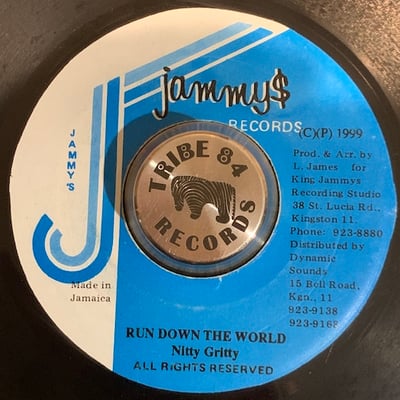 jammy$
RECORDS
JAMMY'S
(C)(P) 1999
Prod. & Arr. by
L. James for
King Jammys
Recording Studio
38 St. Lucia Rd.,
Kingston 11.
Phone: 923-8880
Distributed by
Dynamic
Sounds
15 Bell Road,
Kgn., 11
923-9138
923-9168
TRIBE 84
RECORDS
Made in
Jamaica
RUN DOWN THE WORLD
Nitty Gritty
ALL RIGHTS RESERVED